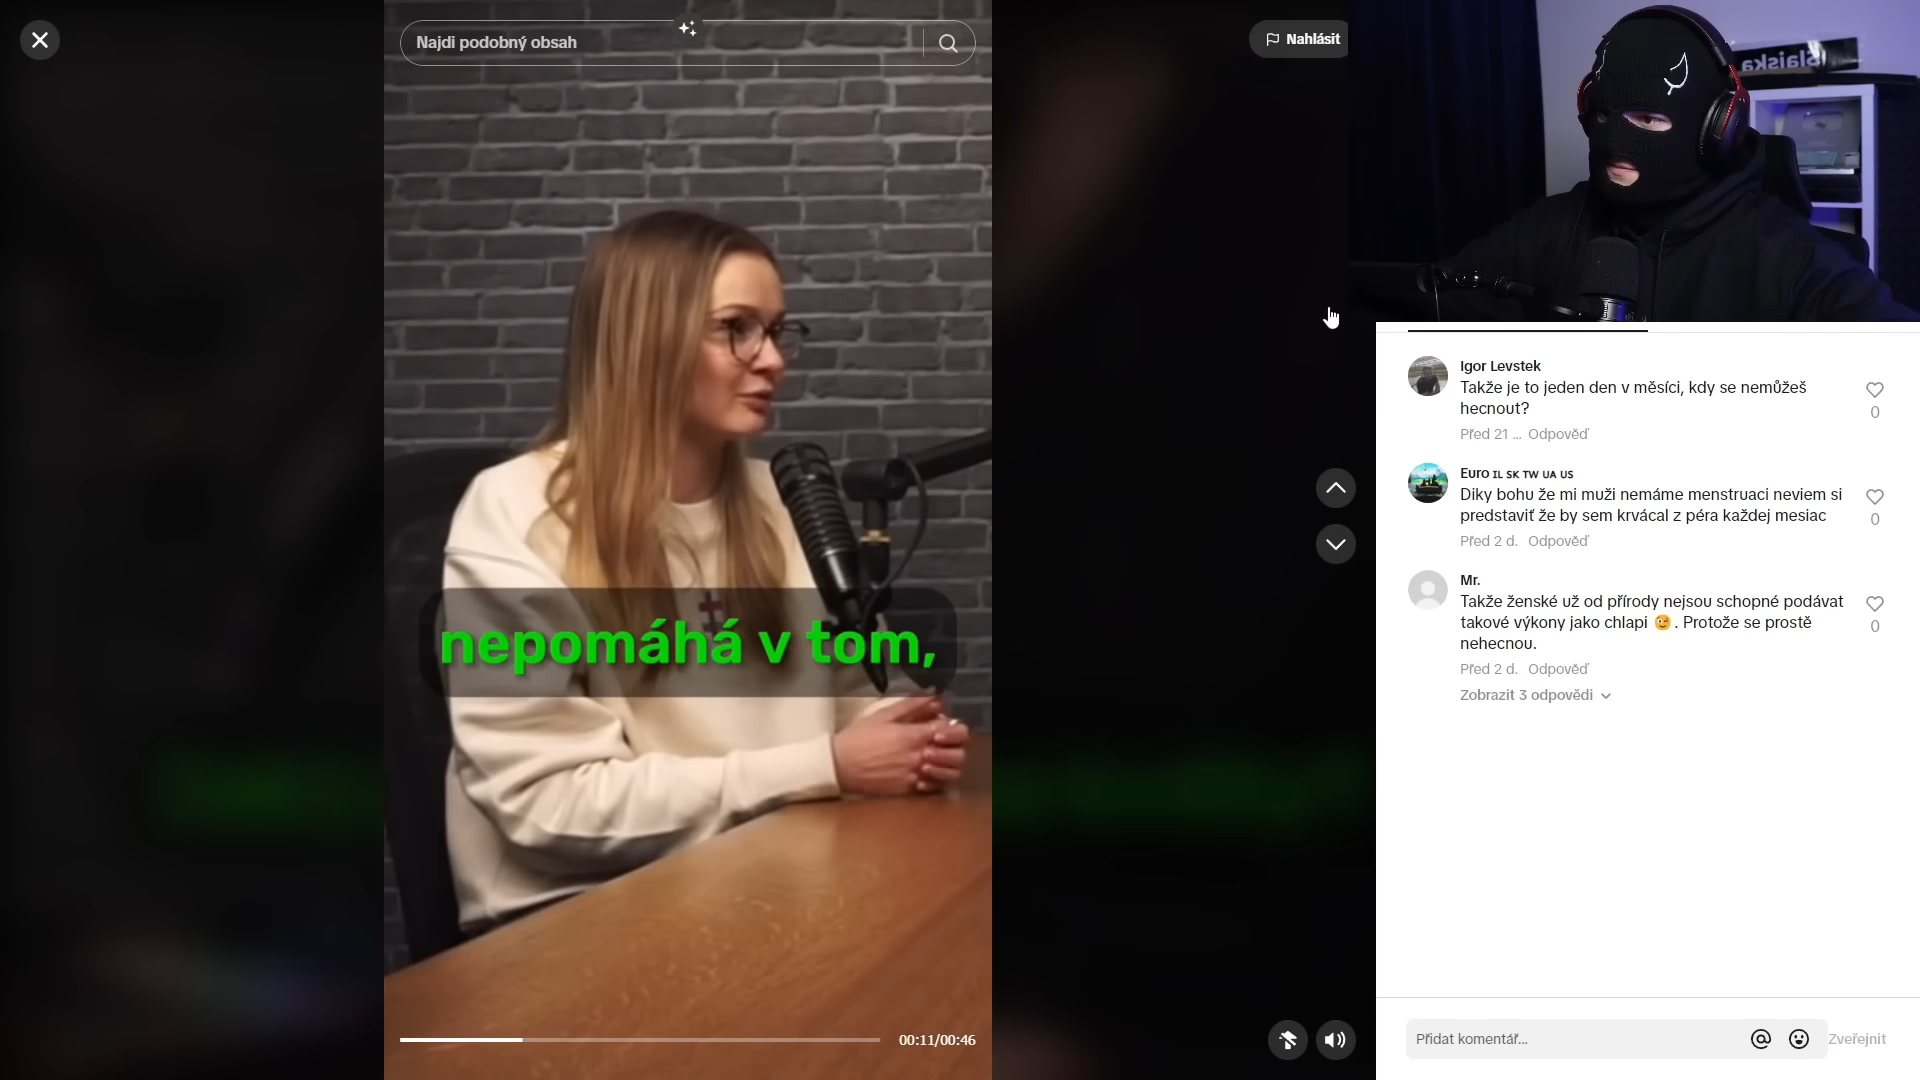 Najdi podobný obsah
Nahlásit
nepomáhá v tom,
00:11/00:46
Igor Levstek
Takže je to jeden den v měsíci, kdy se nemůžeš
hecnout?
0
Před 21 ... Odpověď
Euro IL SK TW UA US
Diky bohu že mi muži nemáme menstruaci neviem si
predstaviť že by sem krvácal z péra každej mesiac
0
Před 2 d. Odpověď
Mr.
Takže ženské už od přírody nejsou schopné podávat
takové výkony jako chlapi 😉 . Protože se prostě
nehecnou.
0
Před 2 d. Odpověď
Zobrazit 3 odpovědi
Přidat komentář...
Zveřejnit